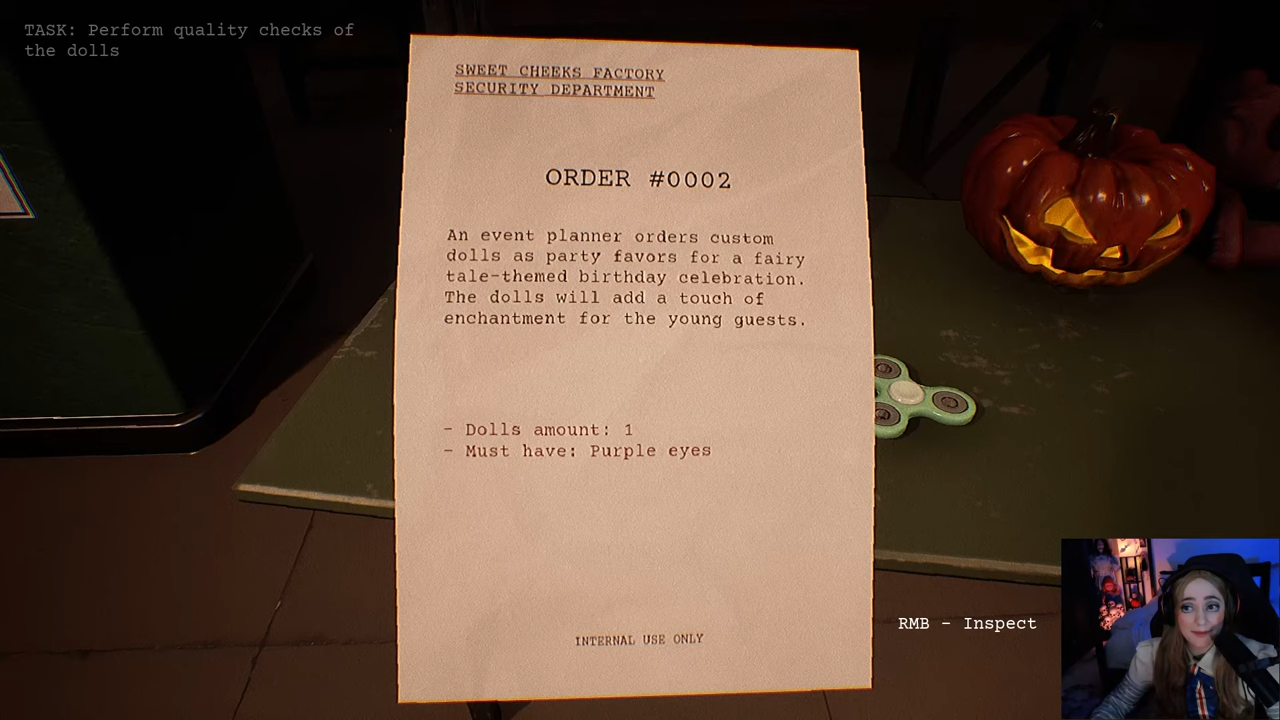 TASK: Perform quality checks of
the dolls
SWEET CHEEKS FACTORY
SECURITY DEPARTMENT
ORDER #0002
An event planner orders custom
dolls as party favors for a fairy
tale-themed birthday celebration.
The dolls will add a touch of
enchantment for the young guests.
- Dolls amount: 1
- Must have: Purple eyes
INTERNAL USE ONLY
RMB - Inspect